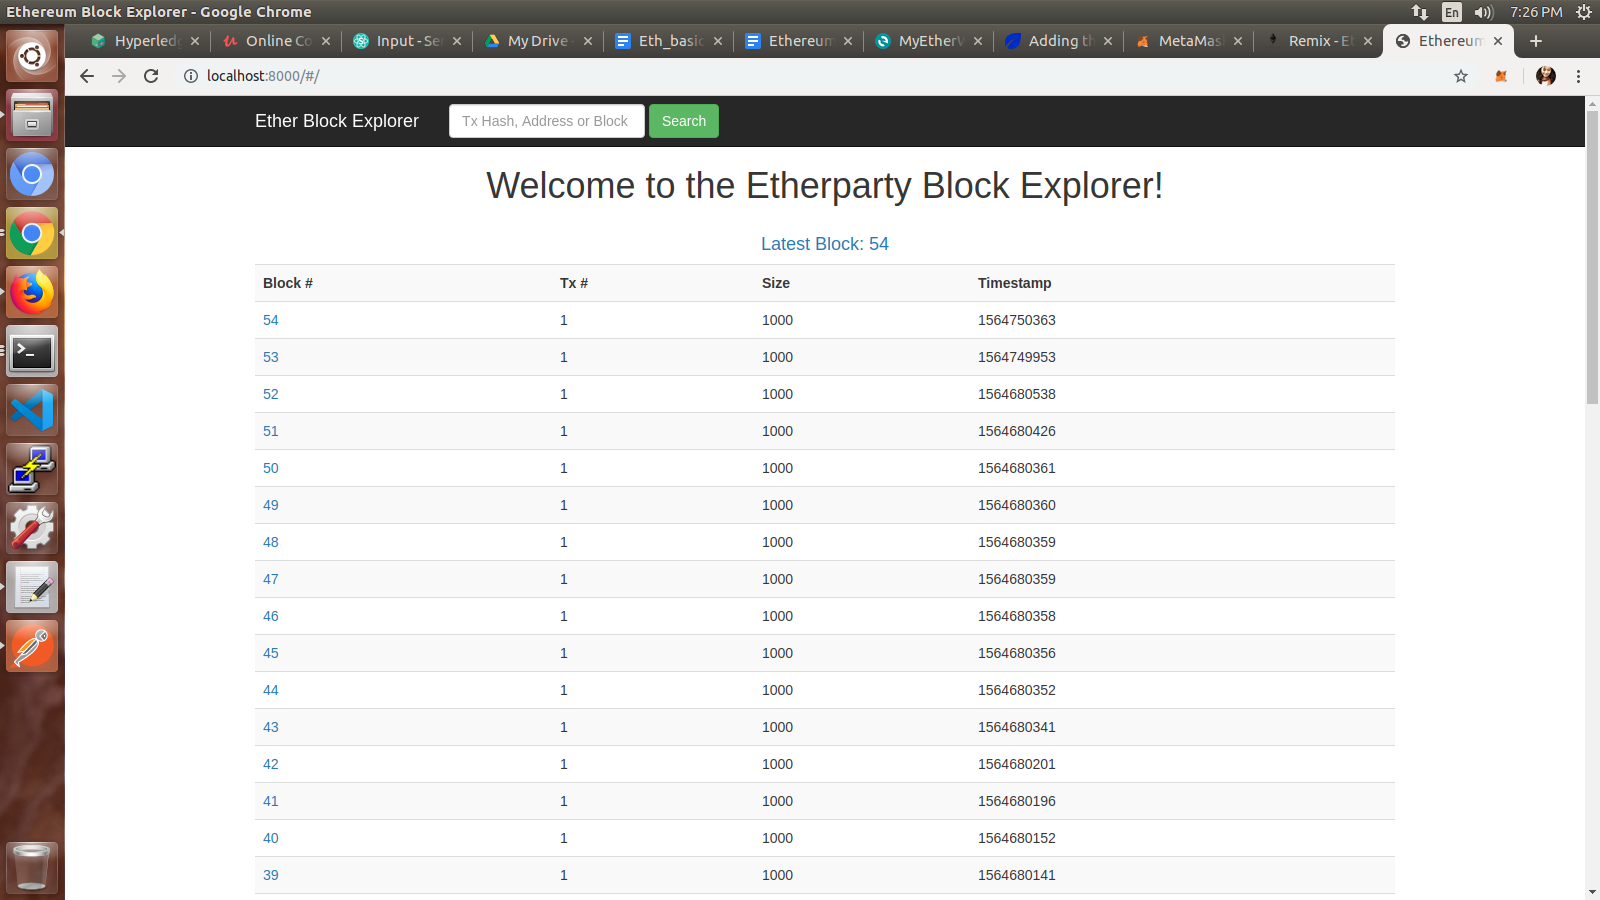 Ethereum Block Explorer - Google Chrome
En
7:26 PM
Hyperled
Online Co
Input - Se
My Drive
Eth_basic
Ethereum
MyEther
Adding th
MetaMas
Remix - E
Ethereum
localhost:8000/#/
Ether Block Explorer
Tx Hash, Address or Block
Search
Welcome to the Etherparty Block Explorer!
Latest Block: 54
Block # Tx # Size Timestamp
54 1 1000 1564750363
53 1 1000 1564749953
52 1 1000 1564680538
51 1 1000 1564680426
50 1 1000 1564680361
49 1 1000 1564680360
48 1 1000 1564680359
47 1 1000 1564680359
46 1 1000 1564680358
45 1 1000 1564680356
44 1 1000 1564680352
43 1 1000 1564680341
42 1 1000 1564680201
41 1 1000 1564680196
40 1 1000 1564680152
39 1 1000 1564680141